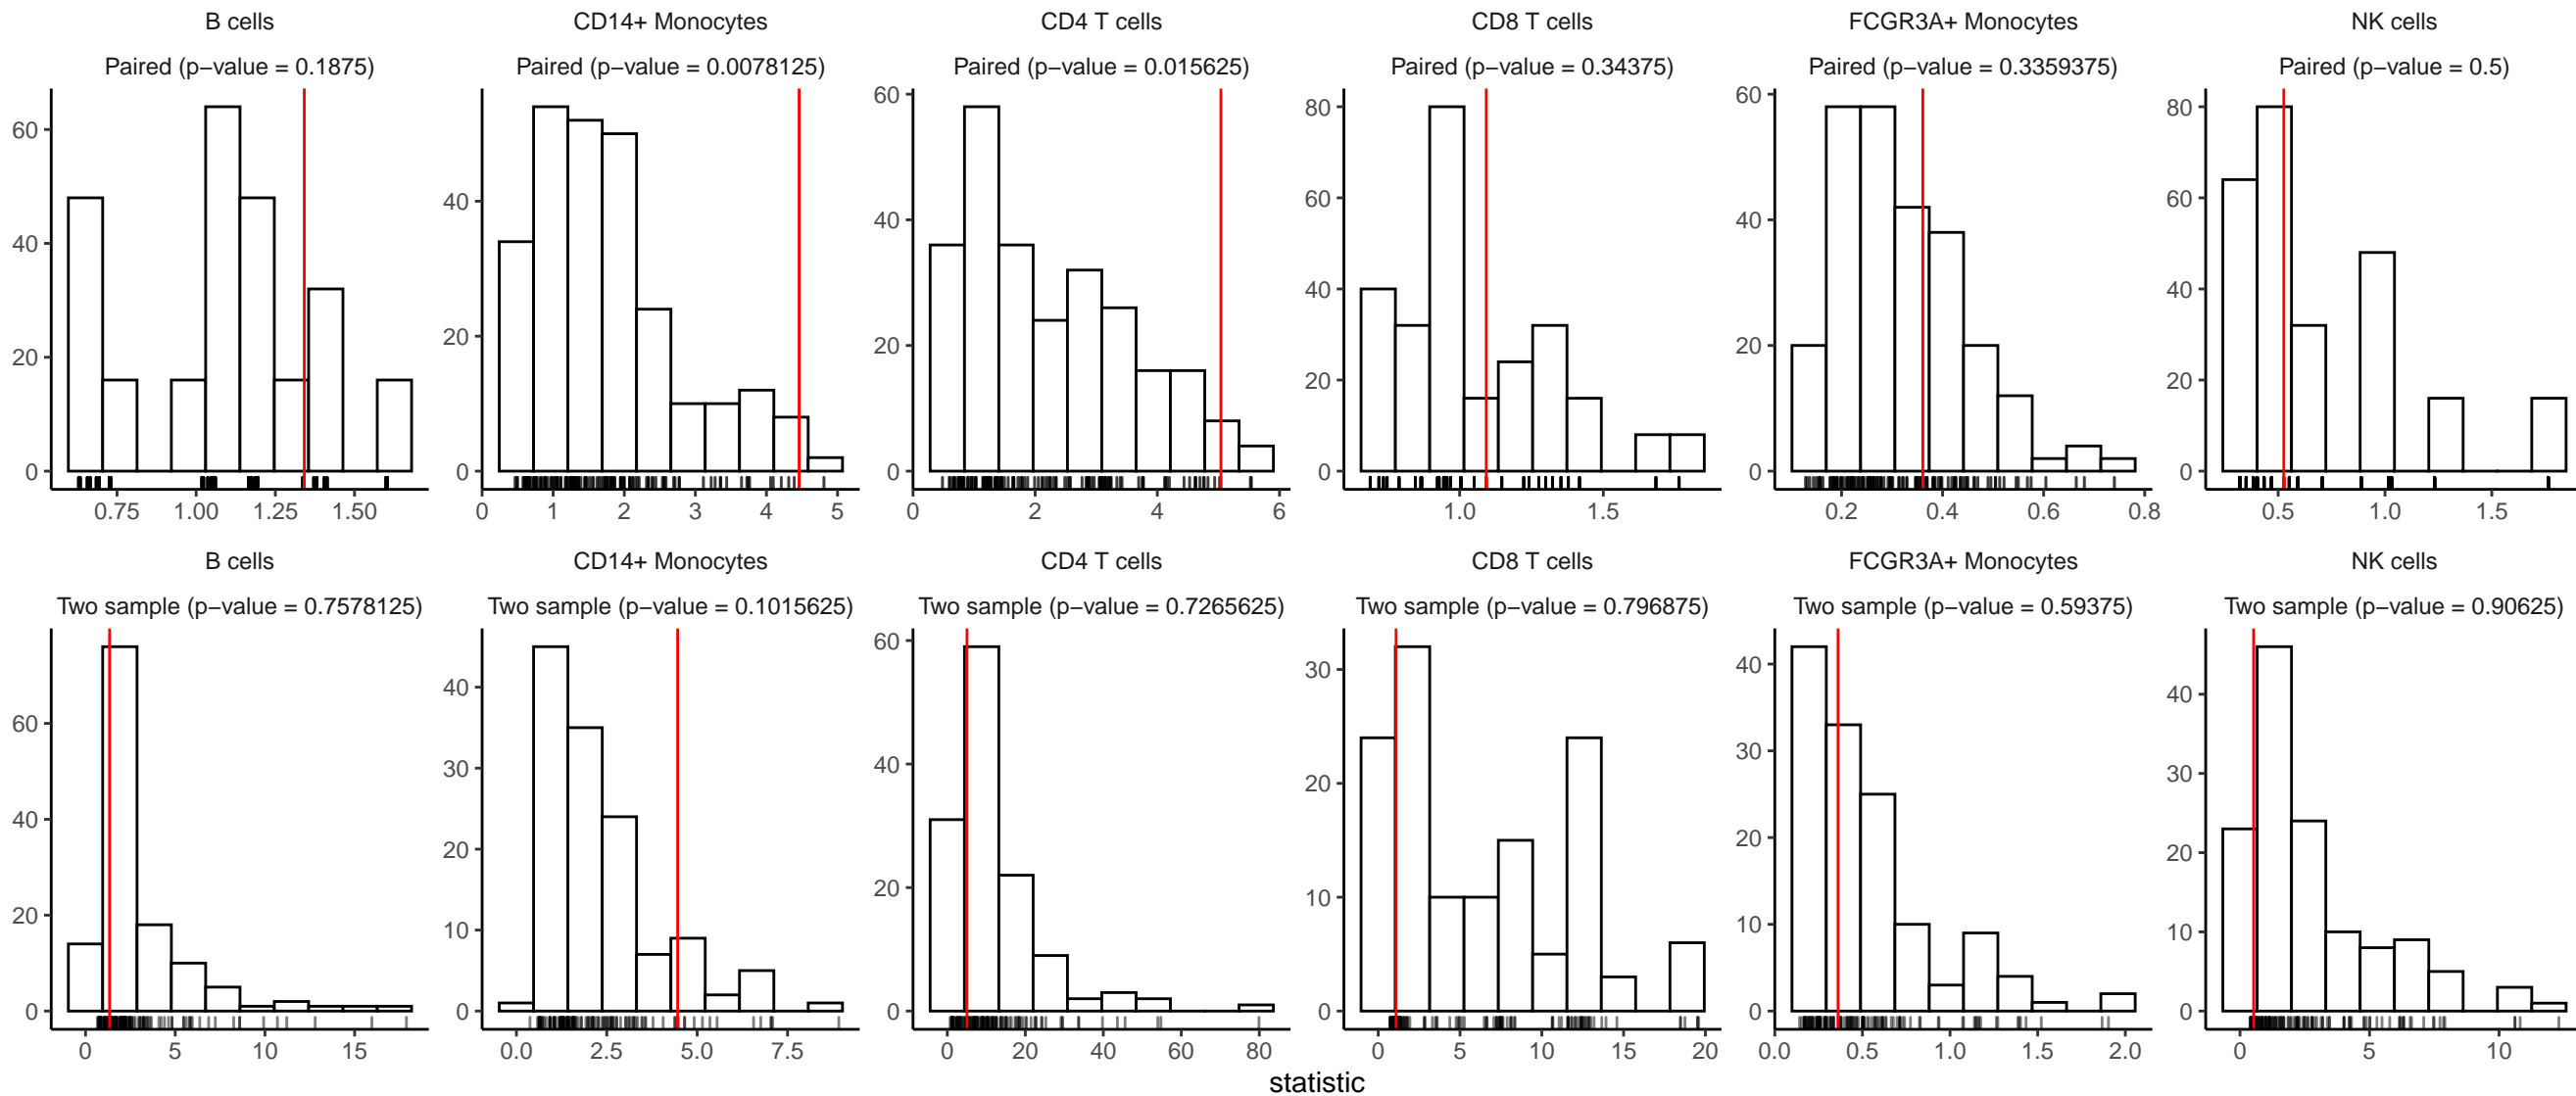 B cells
CD14+ Monocytes
CD4 T cells
CD8 T cells
FCGR3A+ Monocytes
NK cells
Paired (p−value = 0.1875)
Paired (p−value = 0.0078125)
Paired (p−value = 0.015625)
Paired (p−value = 0.34375)
Paired (p−value = 0.3359375)
Paired (p−value = 0.5)
60
40
20
0
0.75 1.00 1.25 1.50
40
20
0
0 1 2 3 4 5
60
40
20
0
0 2 4 6
80
60
40
20
0
1.0 1.5
60
40
20
0
0.2 0.4 0.6 0.8
80
60
40
20
0
0.5 1.0 1.5
B cells
CD14+ Monocytes
CD4 T cells
CD8 T cells
FCGR3A+ Monocytes
NK cells
Two sample (p−value = 0.7578125)
Two sample (p−value = 0.1015625)
Two sample (p−value = 0.7265625)
Two sample (p−value = 0.796875)
Two sample (p−value = 0.59375)
Two sample (p−value = 0.90625)
60
40
20
0
0 5 10 15
40
30
20
10
0
0.0 2.5 5.0 7.5
60
40
20
0
0 20 40 60 80
30
20
10
0
0 5 10 15 20
40
30
20
10
0
0.0 0.5 1.0 1.5 2.0
40
30
20
10
0
0 5 10
statistic